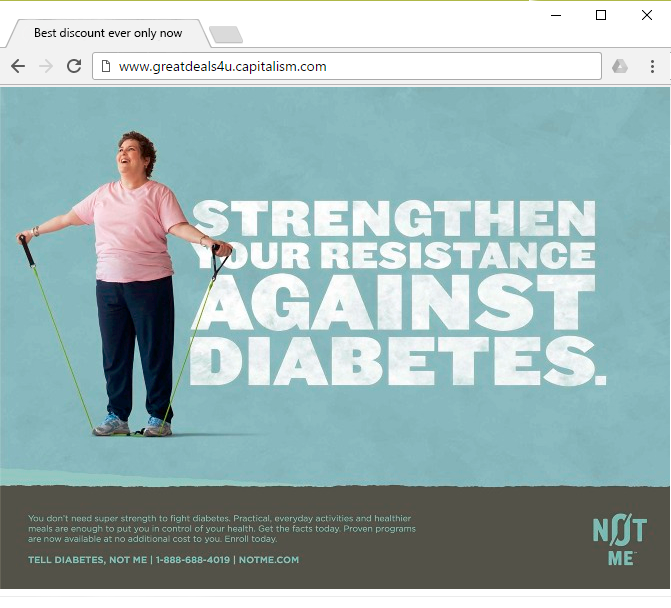 Best discount ever only now
www.greatdeals4u.capitalism.com
STRENGTHEN
YOUR RESISTANCE
AGAINST
DIABETES.
You don't need super strength to fight diabetes. Practical, everyday activities and healthier
meals are enough to put you in control of your health. Get the facts today. Proven programs
are now available at no additional cost to you. Enroll today.
TELL DIABETES, NOT ME | 1-888-688-4019 | NOTME.COM
NOT
ME